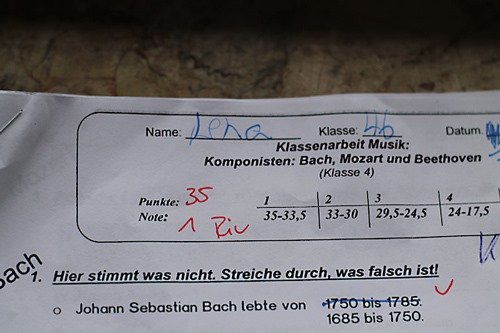 Name: Lena Klasse: 4b Datum
Klassenarbeit Musik:
Komponisten: Bach, Mozart und Beethoven
(Klasse 4)
Punkte: 35
Note: 1
1 2 3 4
35-33,5 33-30 29,5-24,5 24-17,5
Bach
1. Hier stimmt was nicht. Streiche durch, was falsch ist!
o Johann Sebastian Bach lebte von 1750 bis 1785.
1685 bis 1750.